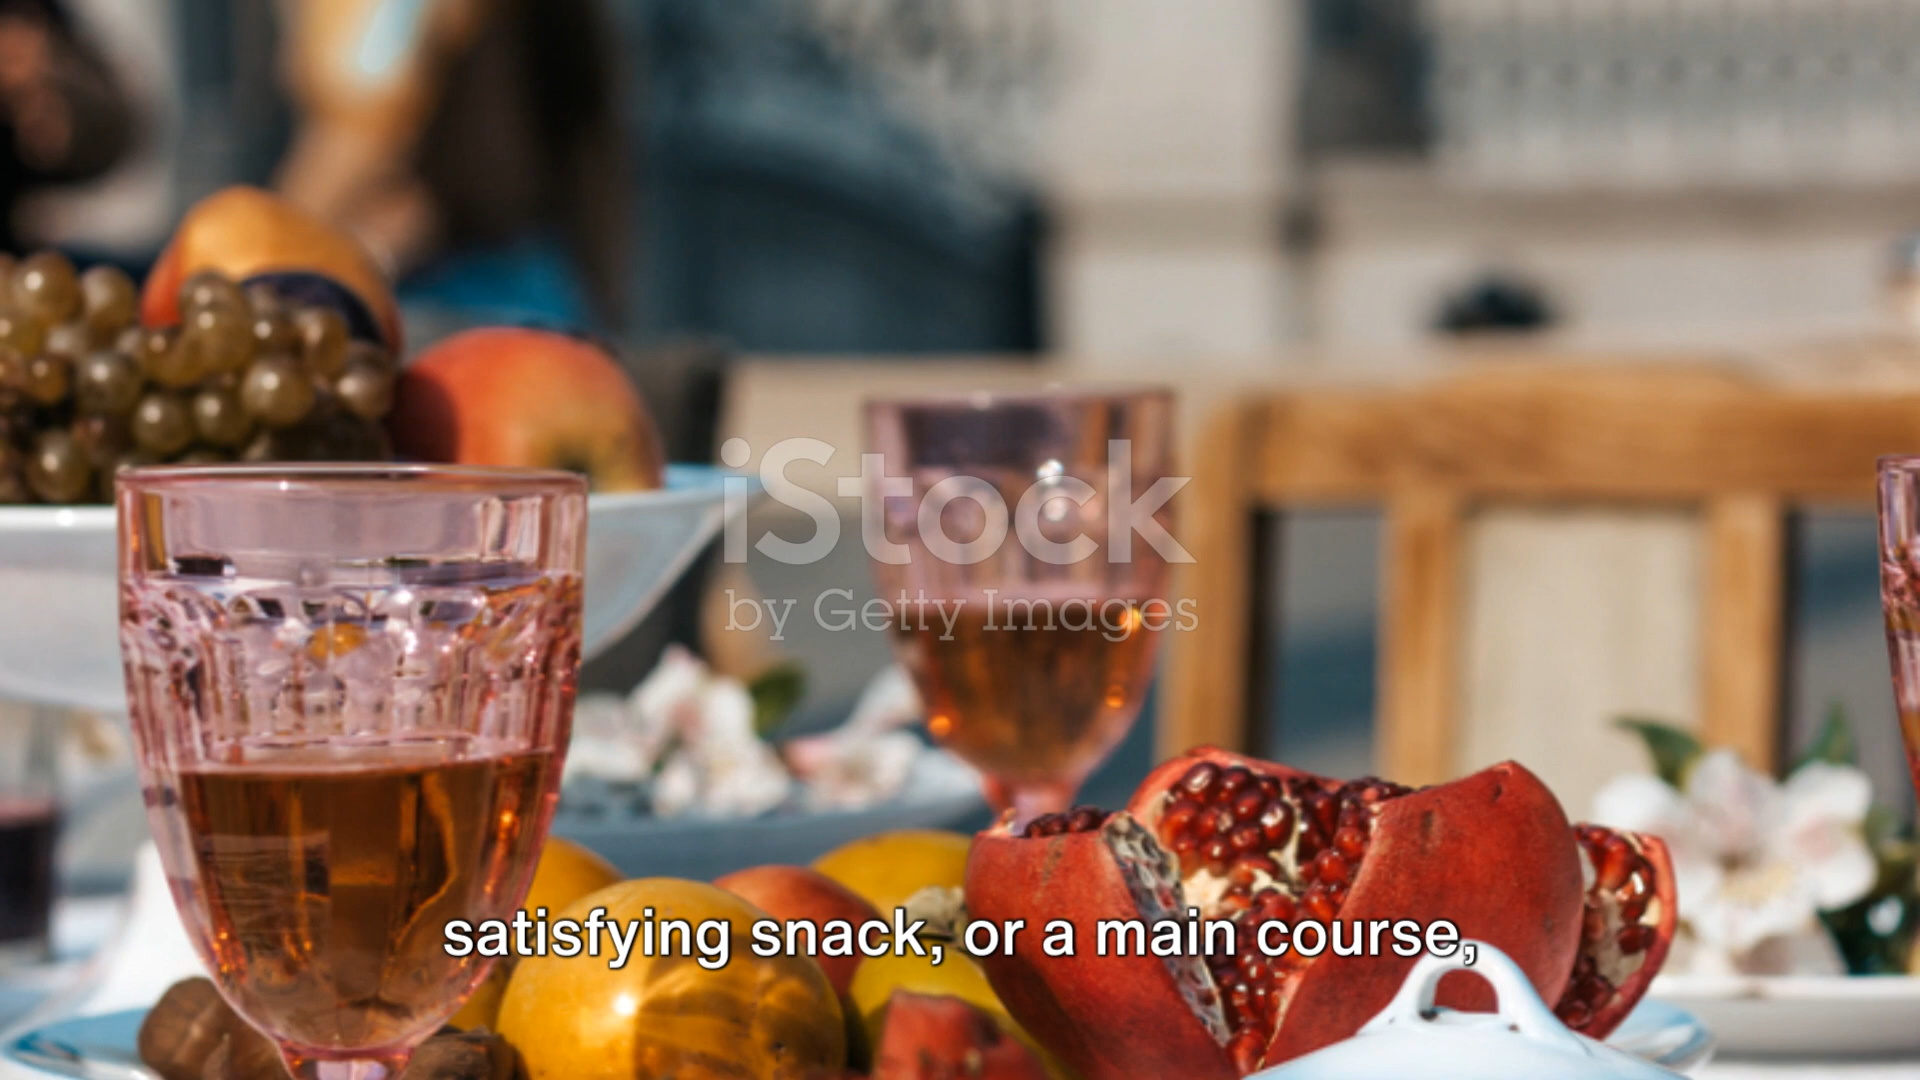 iStock
by Getty Images
satisfying snack, or a main course,